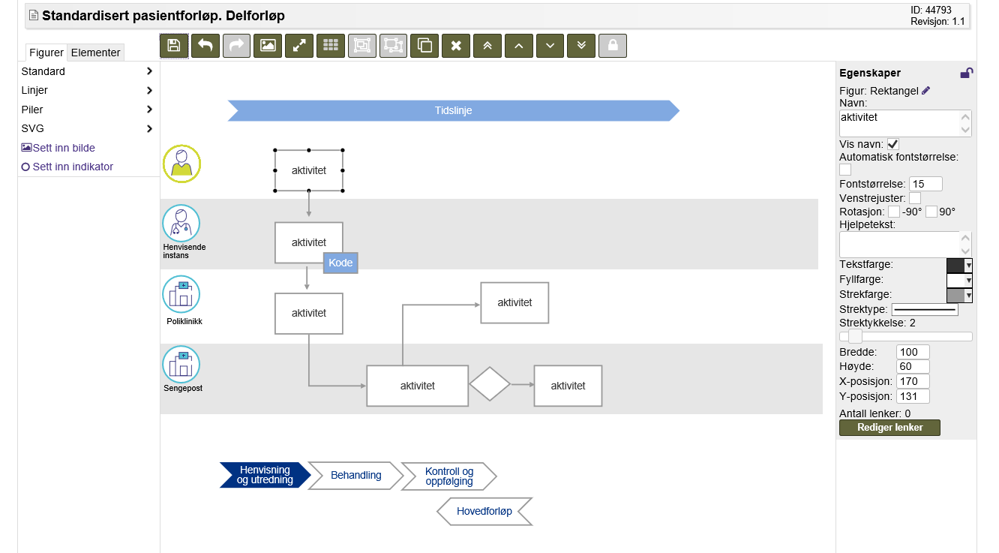 Standardisert pasientforløp. Delforløp
ID: 44793
Revisjon: 1.1
Figurer
Elementer
Standard
Linjer
Piler
SVG
Sett inn bilde
Sett inn indikator
Tidslinje
aktivitet
Henvisende
instans
aktivitet
Kode
Poliklinikk
aktivitet
aktivitet
Sengepost
aktivitet
aktivitet
Henvisning
og utredning
Behandling
Kontroll og
oppfølging
Hovedforløp
Egenskaper
Figur: Rektangel
Navn:
aktivitet
Vis navn:
Automatisk fontstørrelse:
Fontstørrelse: 15
Venstrejuster:
Rotasjon: -90° 90°
Hjelpetekst:
Tekstfarge:
Fyllfarge:
Strekfarge:
Strektype:
Strektykkelse: 2
Bredde: 100
Høyde: 60
X-posisjon: 170
Y-posisjon: 131
Antall lenker: 0
Rediger lenker